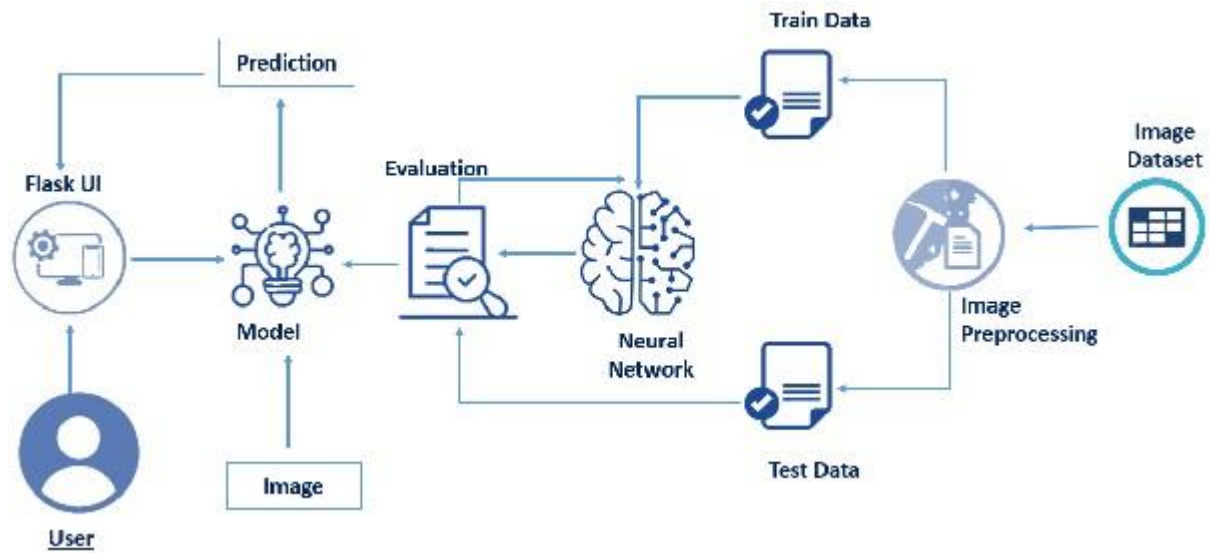 Train Data
Prediction
Image
Dataset
Evaluation
Flask UI
Image
Preprocessing
Model
Neural
Network
Test Data
Image
User